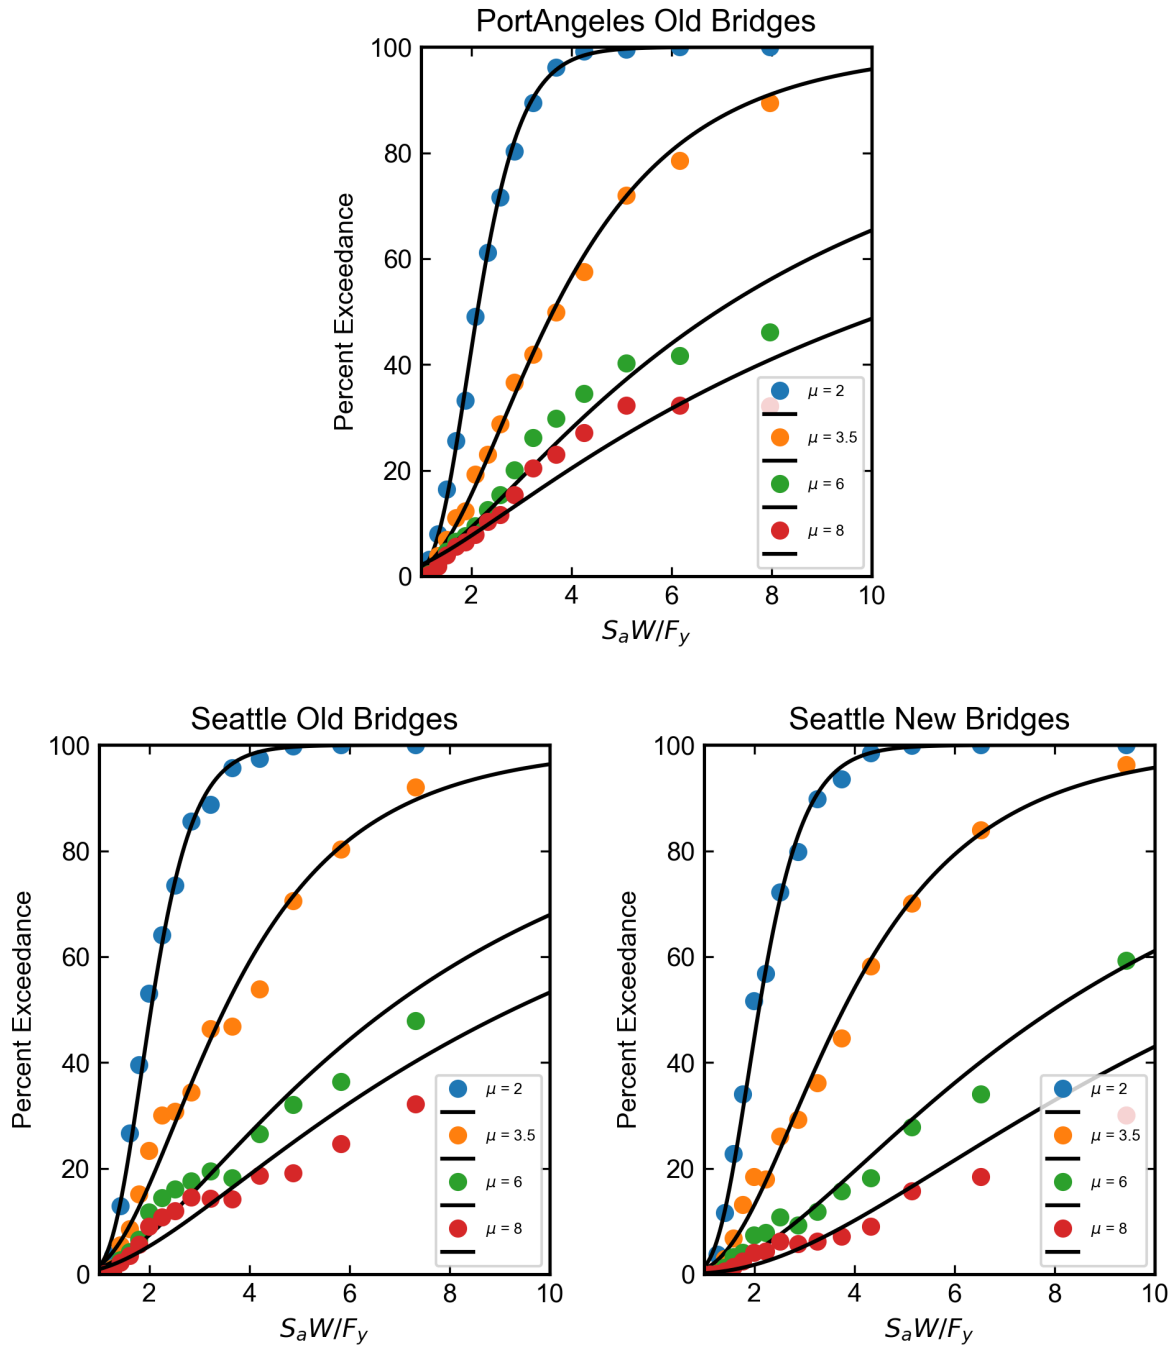 PortAngeles Old Bridges
100
80
60
40
20
0
Percent Exceedance
μ = 2
μ = 3.5
μ = 6
μ = 8
2 4 6 8 10
SaW/Fy
Seattle Old Bridges
100
80
60
40
20
0
Percent Exceedance
μ = 2
μ = 3.5
μ = 6
μ = 8
2 4 6 8 10
SaW/Fy
Seattle New Bridges
100
80
60
40
20
0
Percent Exceedance
μ = 2
μ = 3.5
μ = 6
μ = 8
2 4 6 8 10
SaW/Fy